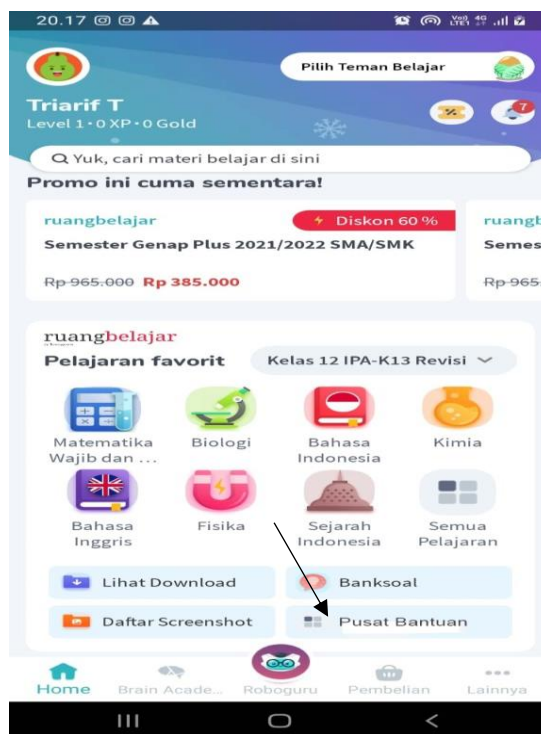 20.17
Vo)) 4G
LTE1
Pilih Teman Belajar
Triarif T
Level 1·0 XP·0 Gold
7
Yuk, cari materi belajar di sini
Promo ini cuma sementara!
ruangbelajar
Diskon 60 %
Semester Genap Plus 2021/2022 SMA/SMK
Rp 965.000 Rp 385.000
ruangb
Semes
Rp 965
ruangbelajar
Pelajaran favorit
Kelas 12 IPA-K13 Revisi
Matematika
Wajib dan ...
Biologi
Bahasa
Indonesia
Kimia
Bahasa
Inggris
Fisika
Sejarah
Indonesia
Semua
Pelajaran
Lihat Download
Banksoal
Daftar Screenshot
Pusat Bantuan
Home
Brain Acade...
Roboguru
Pembelian
Lainnya